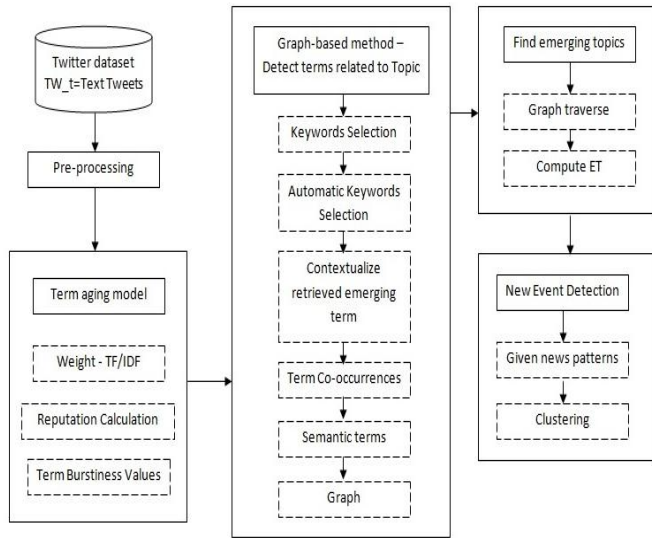 Twitter dataset
TW_t=Text Tweets
Pre-processing
Term aging model
Weight - TF/IDF
Reputation Calculation
Term Burstiness Values
Graph-based method –
Detect terms related to Topic
Keywords Selection
Automatic Keywords
Selection
Contextualize
retrieved emerging
term
Term Co-occurrences
Semantic terms
Graph
Find emerging topics
Graph traverse
Compute ET
New Event Detection
Given news patterns
Clustering